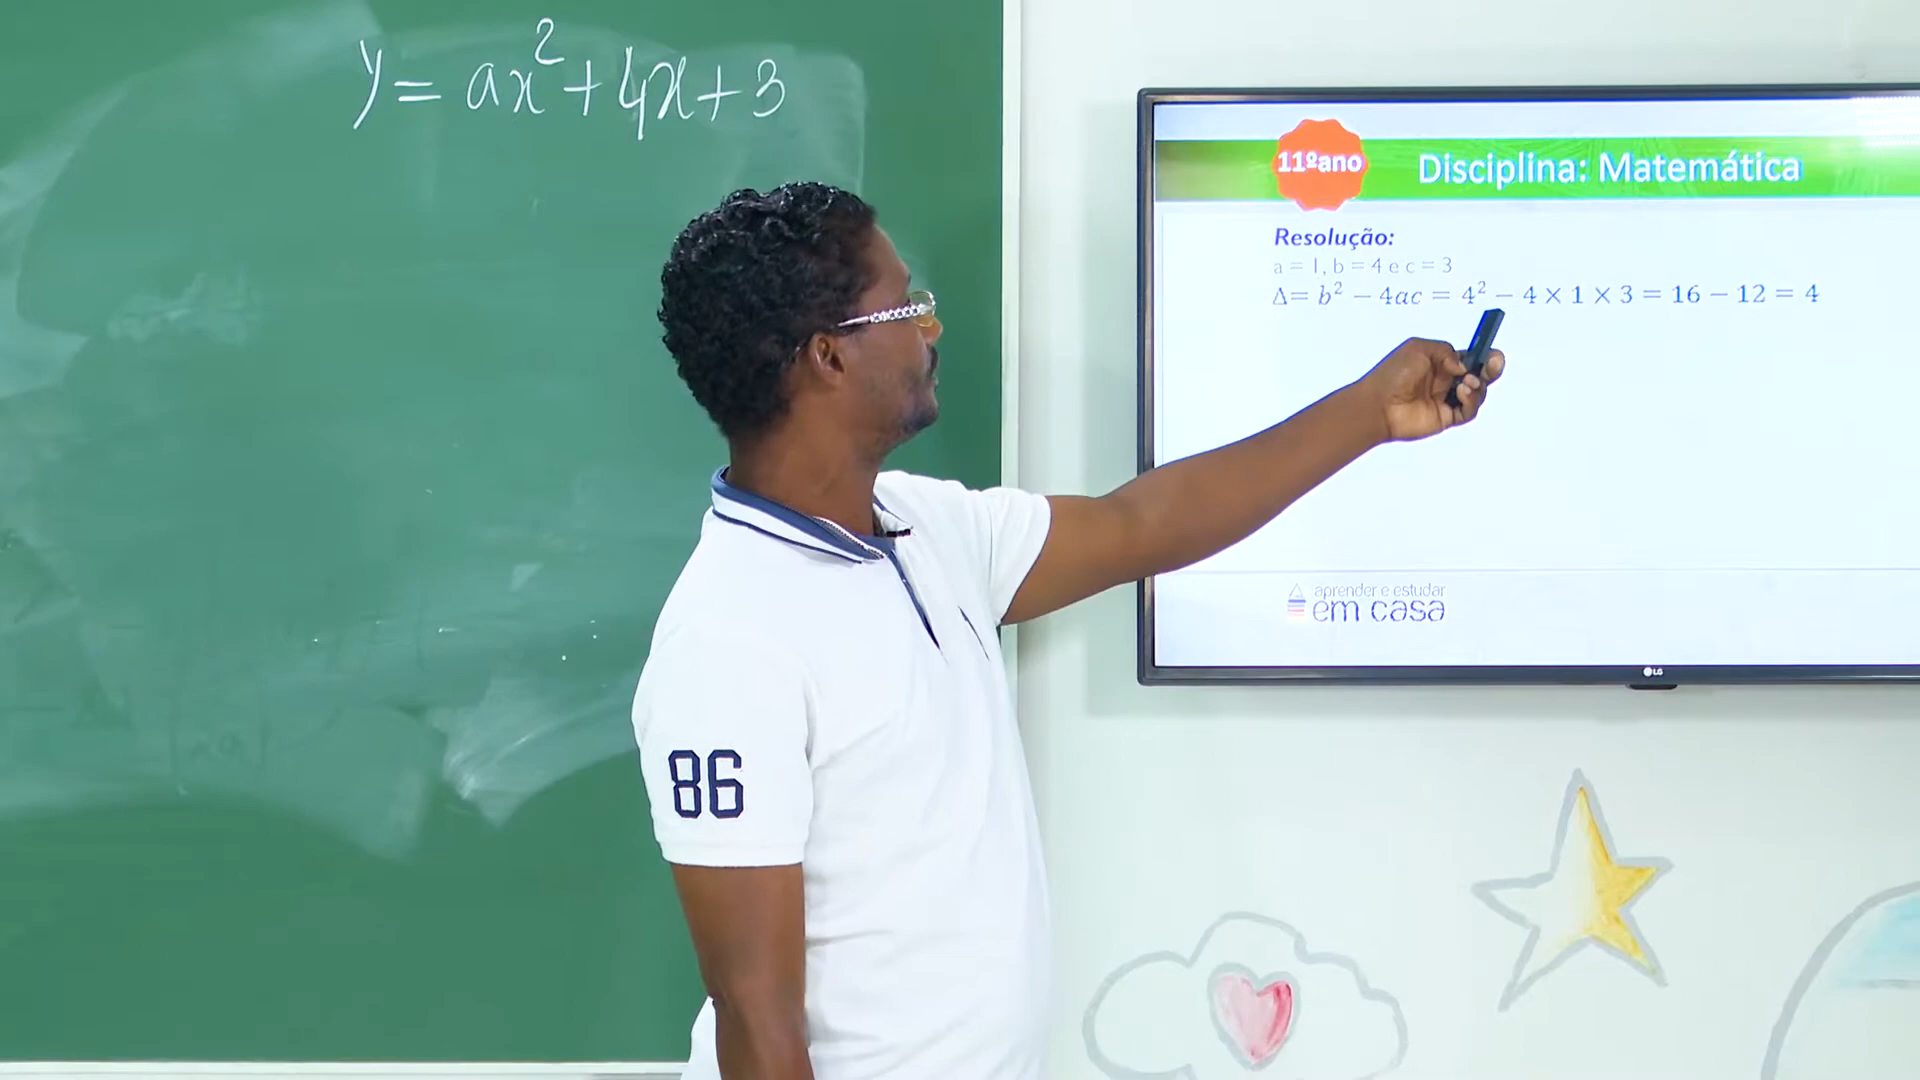 y = ax² + 4x + 3
11ºano
Disciplina: Matemática
Resolução:
a = 1, b = 4 e c = 3
Δ= b² − 4ac = 4² − 4 × 1 × 3 = 16 − 12 = 4
aprender e estudar
em casa
LG
86